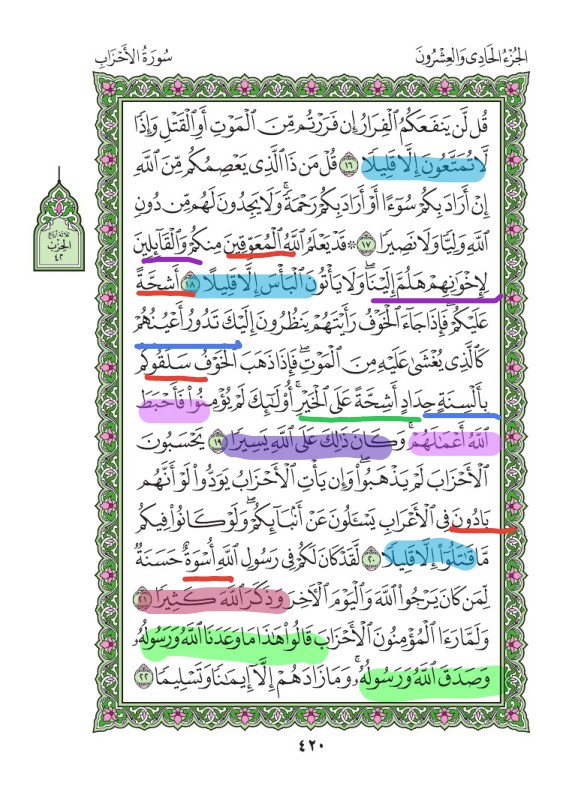 الجُزْءُ الحَادِى وَالعِشْرُونَ
سُورَةُ الأَحْزَابِ
قُل لَّن يَنفَعَكُمُ ٱلْفِرَارُ إِن فَرَرْتُم مِّنَ ٱلْمَوْتِ أَوِ ٱلْقَتْلِ وَإِذًا
لَّا تُمَتَّعُونَ إِلَّا قَلِيلًا ١٦ قُلْ مَن ذَا ٱلَّذِى يَعْصِمُكُم مِّنَ ٱللَّهِ
إِنْ أَرَادَ بِكُمْ سُوٓءًا أَوْ أَرَادَ بِكُمْ رَحْمَةً ۚ وَلَا يَجِدُونَ لَهُم مِّن دُونِ
ٱللَّهِ وَلِيًّا وَلَا نَصِيرًا ١٧ ۞ قَدْ يَعْلَمُ ٱللَّهُ ٱلْمُعَوِّقِينَ مِنكُمْ وَٱلْقَآئِلِينَ
لِإِخْوَٰنِهِمْ هَلُمَّ إِلَيْنَا ۖ وَلَا يَأْتُونَ ٱلْبَأْسَ إِلَّا قَلِيلًا ١٨ أَشِحَّةً
عَلَيْكُمْ ۖ فَإِذَا جَآءَ ٱلْخَوْفُ رَأَيْتَهُمْ يَنظُرُونَ إِلَيْكَ تَدُورُ أَعْيُنُهُمْ
كَٱلَّذِى يُغْشَىٰ عَلَيْهِ مِنَ ٱلْمَوْتِ ۖ فَإِذَا ذَهَبَ ٱلْخَوْفُ سَلَقُوكُم
بِأَلْسِنَةٍ حِدَادٍ أَشِحَّةً عَلَى ٱلْخَيْرِ ۚ أُو۟لَٰٓئِكَ لَمْ يُؤْمِنُوا۟ فَأَحْبَطَ
ٱللَّهُ أَعْمَٰلَهُمْ ۚ وَكَانَ ذَٰلِكَ عَلَى ٱللَّهِ يَسِيرًا ١٩ يَحْسَبُونَ
ٱلْأَحْزَابَ لَمْ يَذْهَبُوا۟ ۖ وَإِن يَأْتِ ٱلْأَحْزَابُ يَوَدُّوا۟ لَوْ أَنَّهُم
بَادُونَ فِى ٱلْأَعْرَابِ يَسْـَٔلُونَ عَنْ أَنۢبَآئِكُمْ ۖ وَلَوْ كَانُوا۟ فِيكُم
مَّا قَٰتَلُوٓا۟ إِلَّا قَلِيلًا ٢٠ لَّقَدْ كَانَ لَكُمْ فِى رَسُولِ ٱللَّهِ أُسْوَةٌ حَسَنَةٌ
لِّمَن كَانَ يَرْجُوا۟ ٱللَّهَ وَٱلْيَوْمَ ٱلْءَاخِرَ وَذَكَرَ ٱللَّهَ كَثِيرًا ٢١
وَلَمَّا رَءَا ٱلْمُؤْمِنُونَ ٱلْأَحْزَابَ قَالُوا۟ هَٰذَا مَا وَعَدَنَا ٱللَّهُ وَرَسُولُهُۥ
وَصَدَقَ ٱللَّهُ وَرَسُولُهُۥ ۚ وَمَا زَادَهُمْ إِلَّآ إِيمَٰنًا وَتَسْلِيمًا ٢٢
ثلاثة أرباع
الحزب
٤٢
٤٢٠